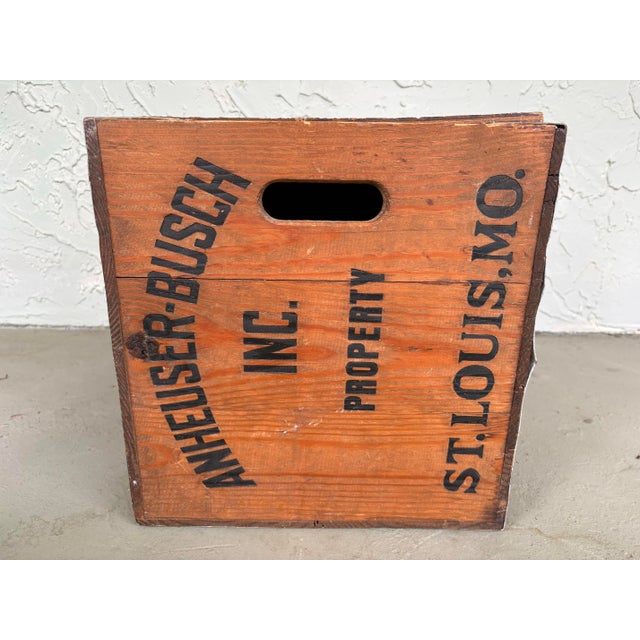 ANHEUSER-BUSCH
INC.
PROPERTY
ST. LOUIS, MO.